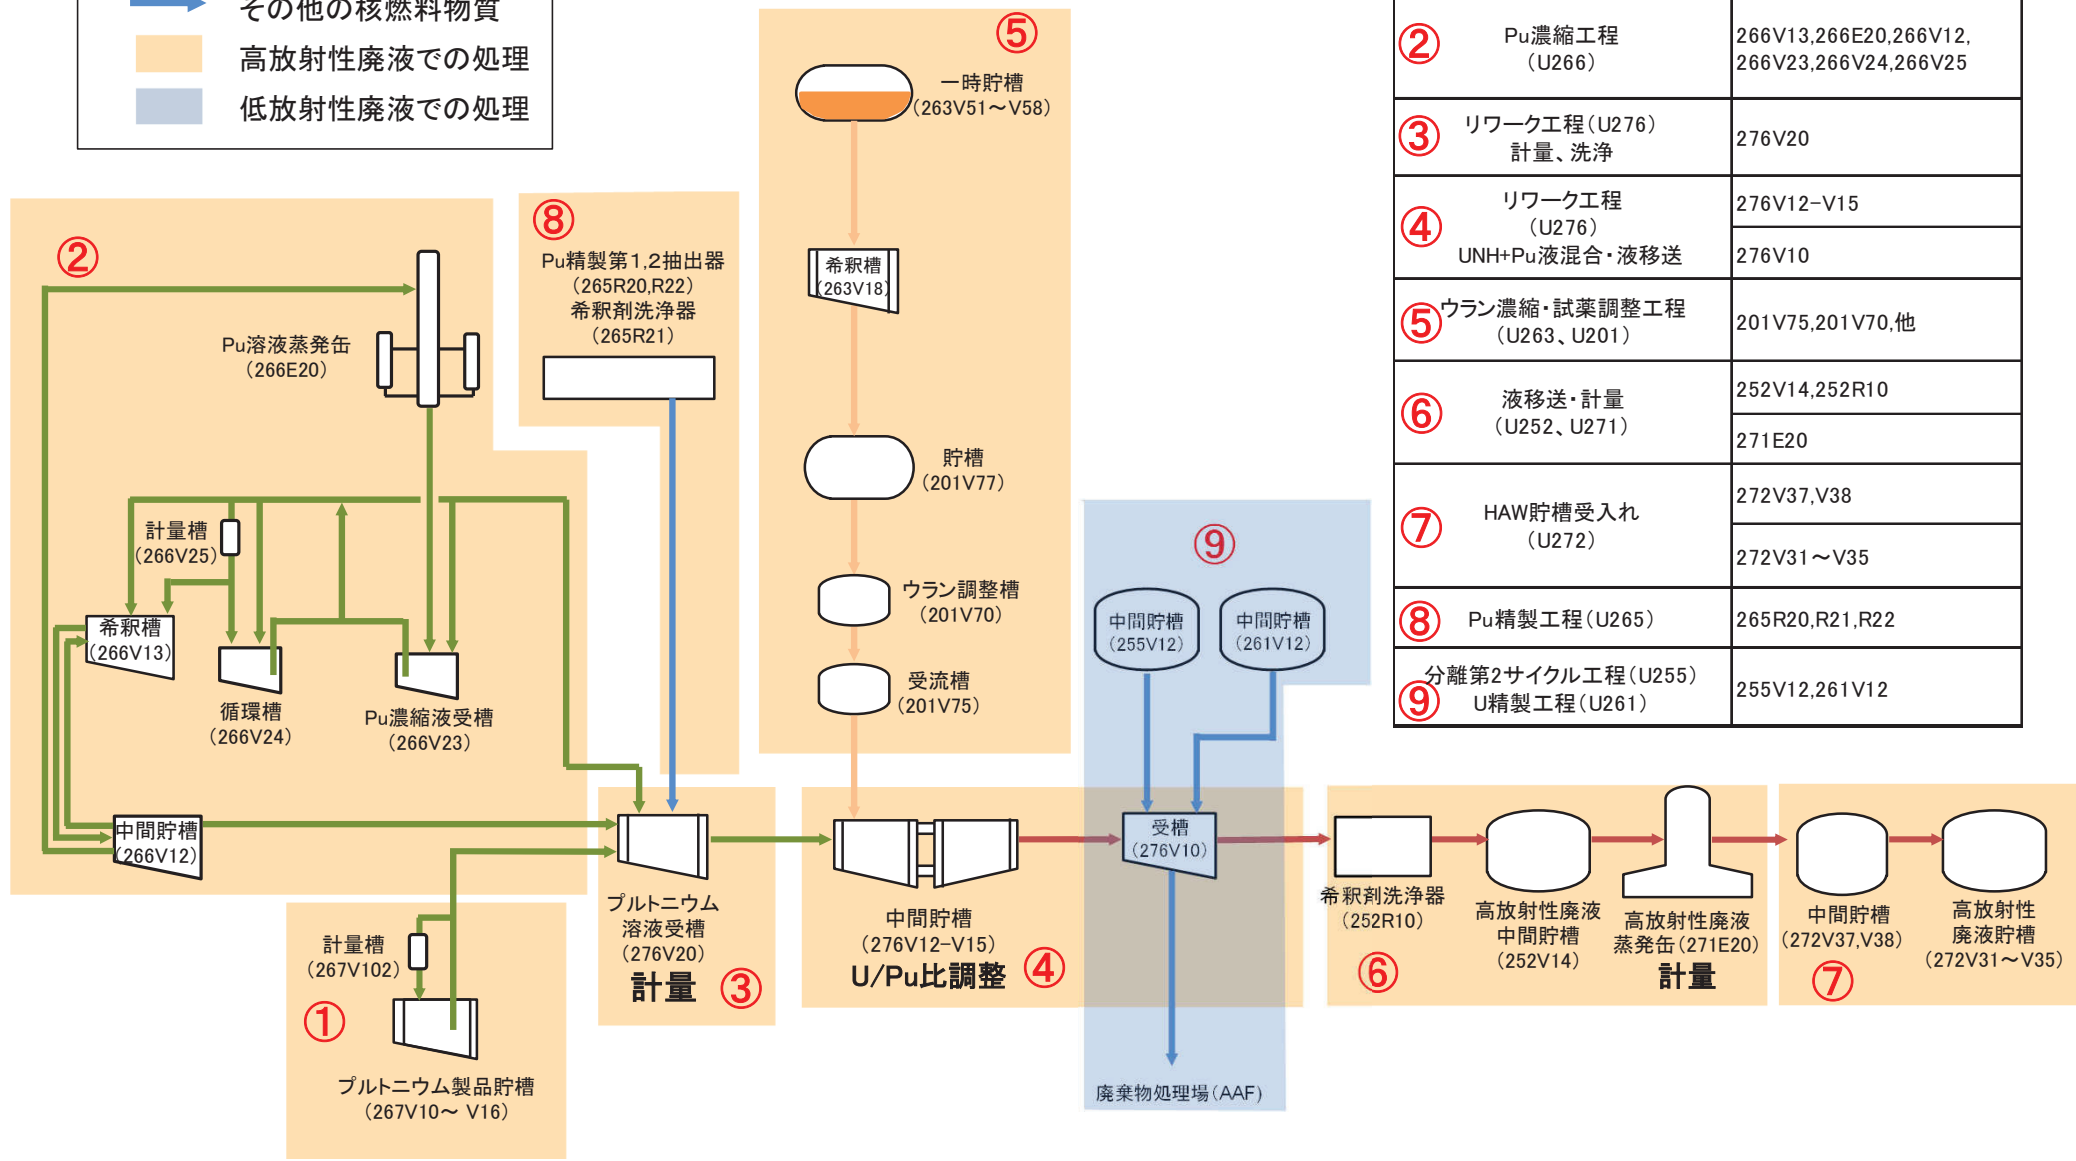 その他の核燃料物質
高放射性廃液での処理
低放射性廃液での処理
②
Pu溶液蒸発缶
(266E20)
計量槽
(266V25)
希釈槽
(266V13)
循環槽
(266V24)
Pu濃縮液受槽
(266V23)
中間貯槽
(266V12)
①
計量槽
(267V102)
プルトニウム製品貯槽
(267V10～ V16)
⑧
Pu精製第1,2抽出器
(265R20,R22)
希釈剤洗浄器
(265R21)
プルトニウム
溶液受槽
(276V20)
計量
③
⑤
一時貯槽
(263V51～V58)
希釈槽
(263V18)
貯槽
(201V77)
ウラン調整槽
(201V70)
受流槽
(201V75)
中間貯槽
(276V12-V15)
U/Pu比調整
④
⑨
中間貯槽
(255V12)
中間貯槽
(261V12)
受槽
(276V10)
廃棄物処理場(AAF)
希釈剤洗浄器
(252R10)
⑥
高放射性廃液
中間貯槽
(252V14)
高放射性廃液
蒸発缶(271E20)
計量
中間貯槽
(272V37,V38)
⑦
高放射性
廃液貯槽
(272V31～V35)
②
Pu濃縮工程
(U266)
266V13,266E20,266V12,
266V23,266V24,266V25
③
リワーク工程(U276)
計量、洗浄
276V20
④
リワーク工程
(U276)
UNH+Pu液混合・液移送
276V12-V15
276V10
⑤
ウラン濃縮・試薬調整工程
(U263、U201)
201V75,201V70,他
⑥
液移送・計量
(U252、U271)
252V14,252R10
271E20
⑦
HAW貯槽受入れ
(U272)
272V37,V38
272V31～V35
⑧
Pu精製工程(U265)
265R20,R21,R22
⑨
分離第2サイクル工程(U255)
U精製工程(U261)
255V12,261V12